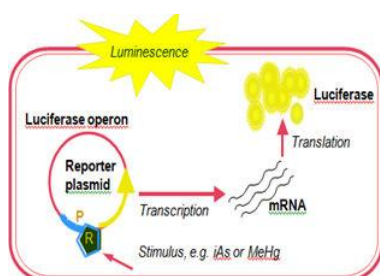 Luminescence
Luciferase operon
Luciferase
Reporter
plasmid
Translation
P
R
Transcription
mRNA
Stimulus, e.g. iAs or MeHg